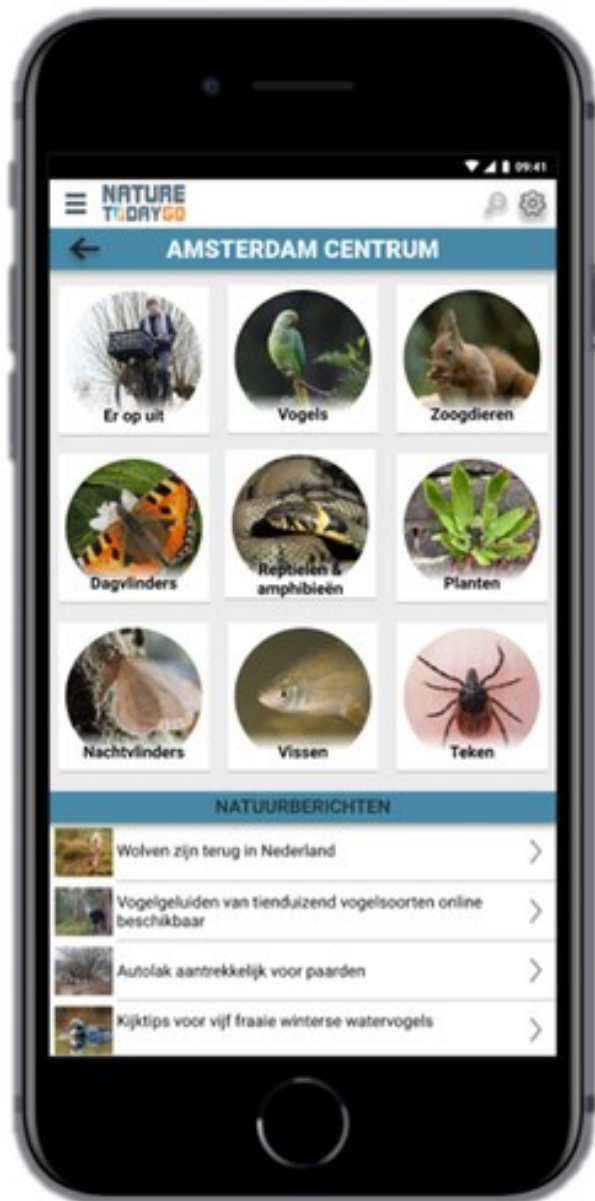 09:41
NATURE
TODAYGO
AMSTERDAM CENTRUM
Er op uit
Vogels
Zoogdieren
Dagvlinders
Reptielen &
amphibieën
Planten
Nachtvlinders
Vissen
Teken
NATUURBERICHTEN
Wolven zijn terug in Nederland
Vogelgeluiden van tienduizend vogelsoorten online
beschikbaar
Autolak aantrekkelijk voor paarden
Kijktips voor vijf fraaie winterse watervogels